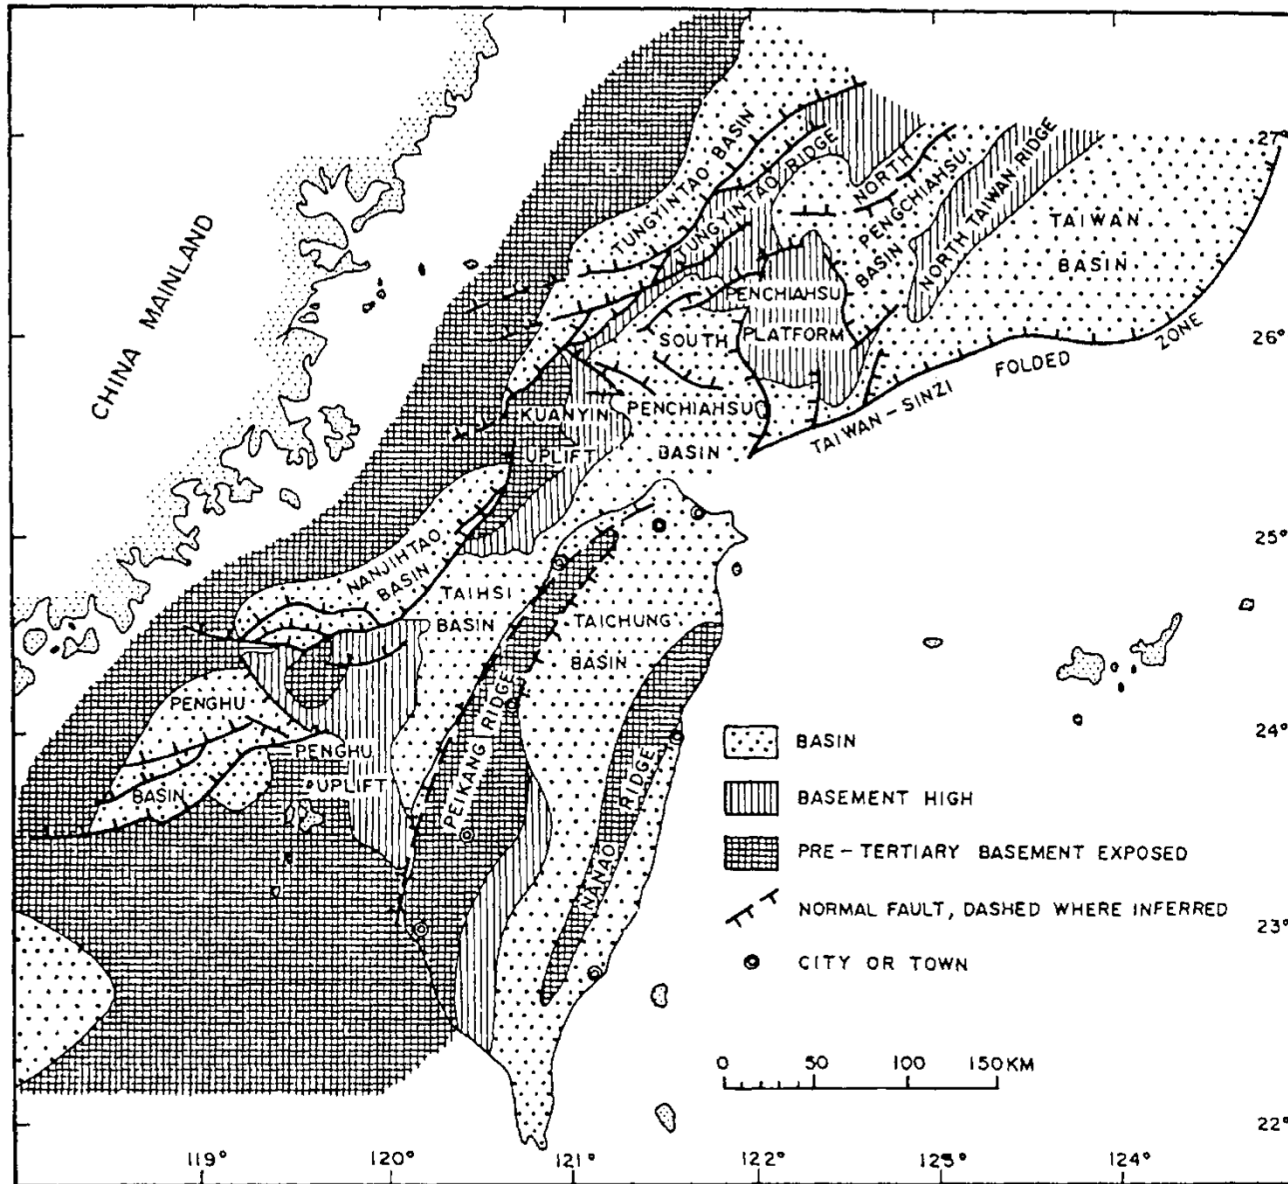 CHINA MAINLAND
TUNGYINTAO BASIN
TUNGYINTAO RIDGE
NORTH
PENGCHIAHSU
BASIN
NORTH TAIWAN RIDGE
TAIWAN
BASIN
PENCHIAHSU
PLATFORM
SOUTH
PENCHIAHSU
BASIN
TAIWAN-SINZI FOLDED ZONE
KUANYIN
UPLIFT
NANJIHTAO
BASIN
TAIHSI
BASIN
TAICHUNG
BASIN
PEIKANG RIDGE
NANAO RIDGE
PENGHU
BASIN
PENGHU
UPLIFT
BASIN
BASEMENT HIGH
PRE-TERTIARY BASEMENT EXPOSED
NORMAL FAULT, DASHED WHERE INFERRED
CITY OR TOWN
0 50 100 150 KM
27°
26°
25°
24°
23°
22°
119° 120° 121° 122° 123° 124°